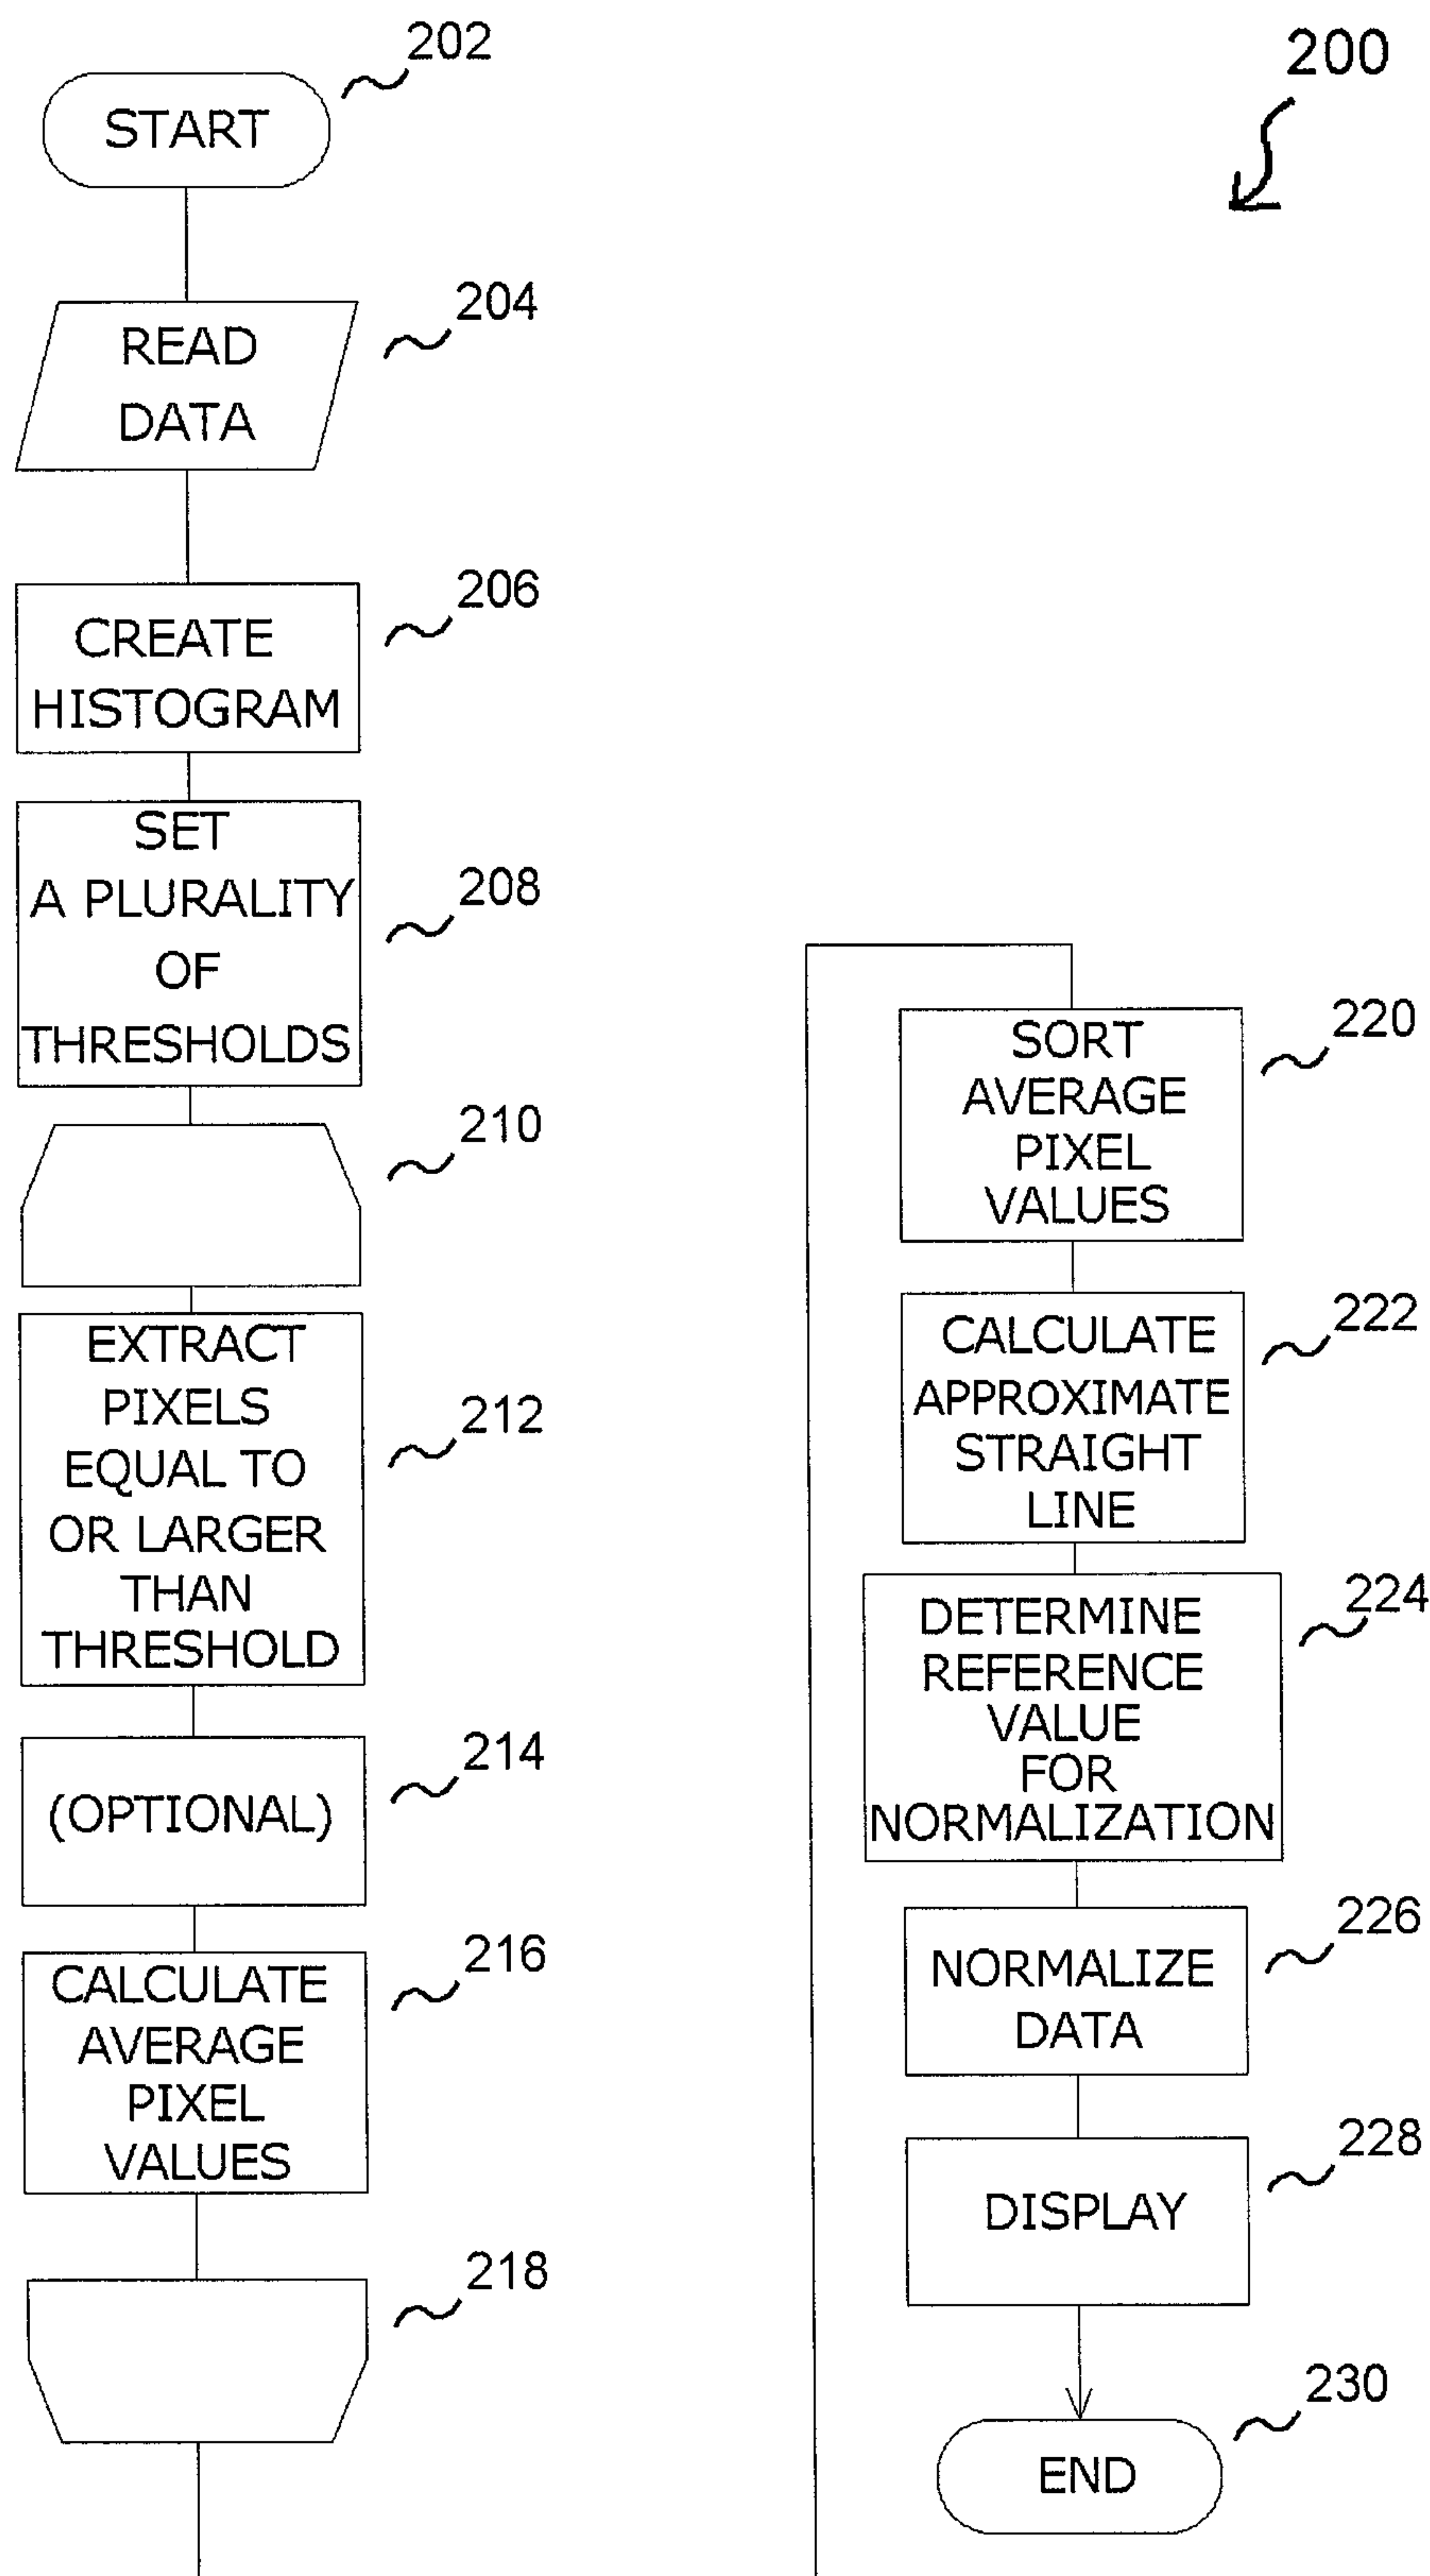 200
202
START
204
READ
DATA
206
CREATE
HISTOGRAM
208
SET
A PLURALITY
OF
THRESHOLDS
210
212
EXTRACT
PIXELS
EQUAL TO
OR LARGER
THAN
THRESHOLD
214
(OPTIONAL)
216
CALCULATE
AVERAGE
PIXEL
VALUES
218
220
SORT
AVERAGE
PIXEL
VALUES
222
CALCULATE
APPROXIMATE
STRAIGHT
LINE
224
DETERMINE
REFERENCE
VALUE
FOR
NORMALIZATION
226
NORMALIZE
DATA
228
DISPLAY
230
END